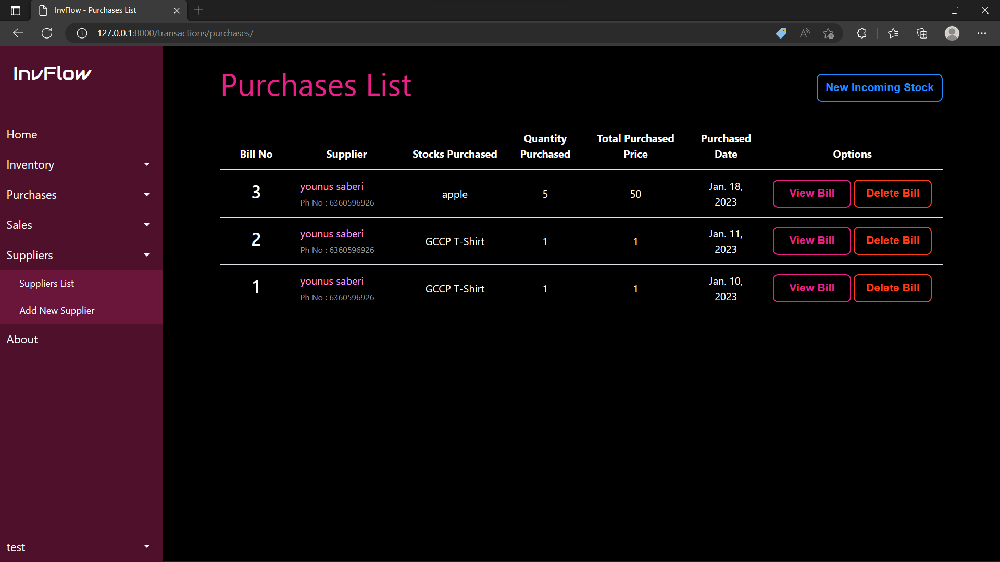 InvFlow - Purchases List
127.0.0.1:8000/transactions/purchases/
InvFlow
Home
Inventory
Purchases
Sales
Suppliers
Suppliers List
Add New Supplier
About
test
Purchases List
New Incoming Stock
Bill No Supplier Stocks Purchased Quantity Purchased Total Purchased Price Purchased Date Options
3 younus saberi apple 5 50 Jan. 18, 2023 View Bill Delete Bill
Ph No : 6360596926
2 younus saberi GCCP T-Shirt 1 1 Jan. 11, 2023 View Bill Delete Bill
Ph No : 6360596926
1 younus saberi GCCP T-Shirt 1 1 Jan. 10, 2023 View Bill Delete Bill
Ph No : 6360596926